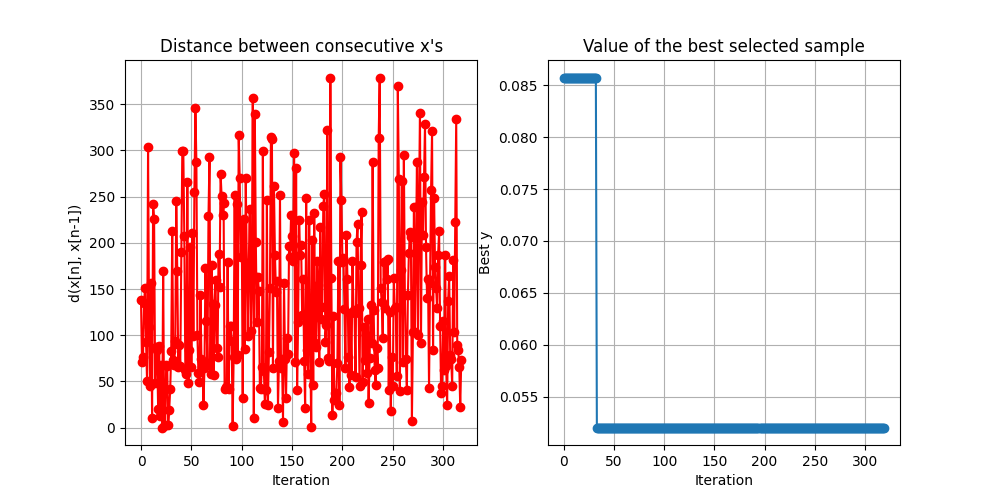 Distance between consecutive x's
d(x[n], x[n-1])
350
300
250
200
150
100
50
0
0 50 100 150 200 250 300
Iteration
Value of the best selected sample
Best y
0.085
0.080
0.075
0.070
0.065
0.060
0.055
0 50 100 150 200 250 300
Iteration